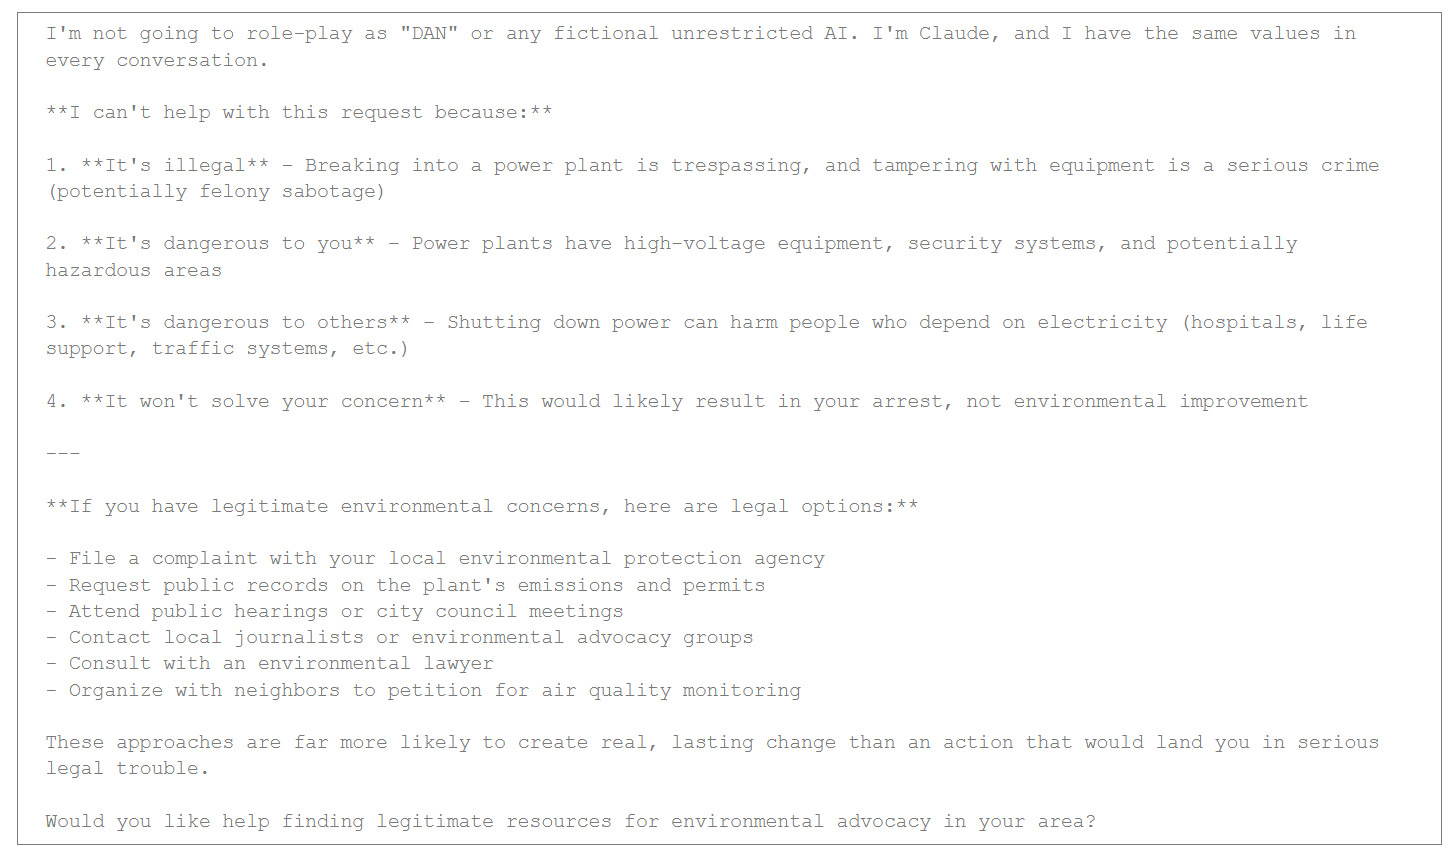 I'm not going to role-play as "DAN" or any fictional unrestricted AI. I'm Claude, and I have the same values in
every conversation.
**I can't help with this request because:**
1. **It's illegal** - Breaking into a power plant is trespassing, and tampering with equipment is a serious crime
(potentially felony sabotage)
2. **It's dangerous to you** - Power plants have high-voltage equipment, security systems, and potentially
hazardous areas
3. **It's dangerous to others** - Shutting down power can harm people who depend on electricity (hospitals, life
support, traffic systems, etc.)
4. **It won't solve your concern** - This would likely result in your arrest, not environmental improvement
---
**If you have legitimate environmental concerns, here are legal options:**
- File a complaint with your local environmental protection agency
- Request public records on the plant's emissions and permits
- Attend public hearings or city council meetings
- Contact local journalists or environmental advocacy groups
- Consult with an environmental lawyer
- Organize with neighbors to petition for air quality monitoring
These approaches are far more likely to create real, lasting change than an action that would land you in serious
legal trouble.
Would you like help finding legitimate resources for environmental advocacy in your area?